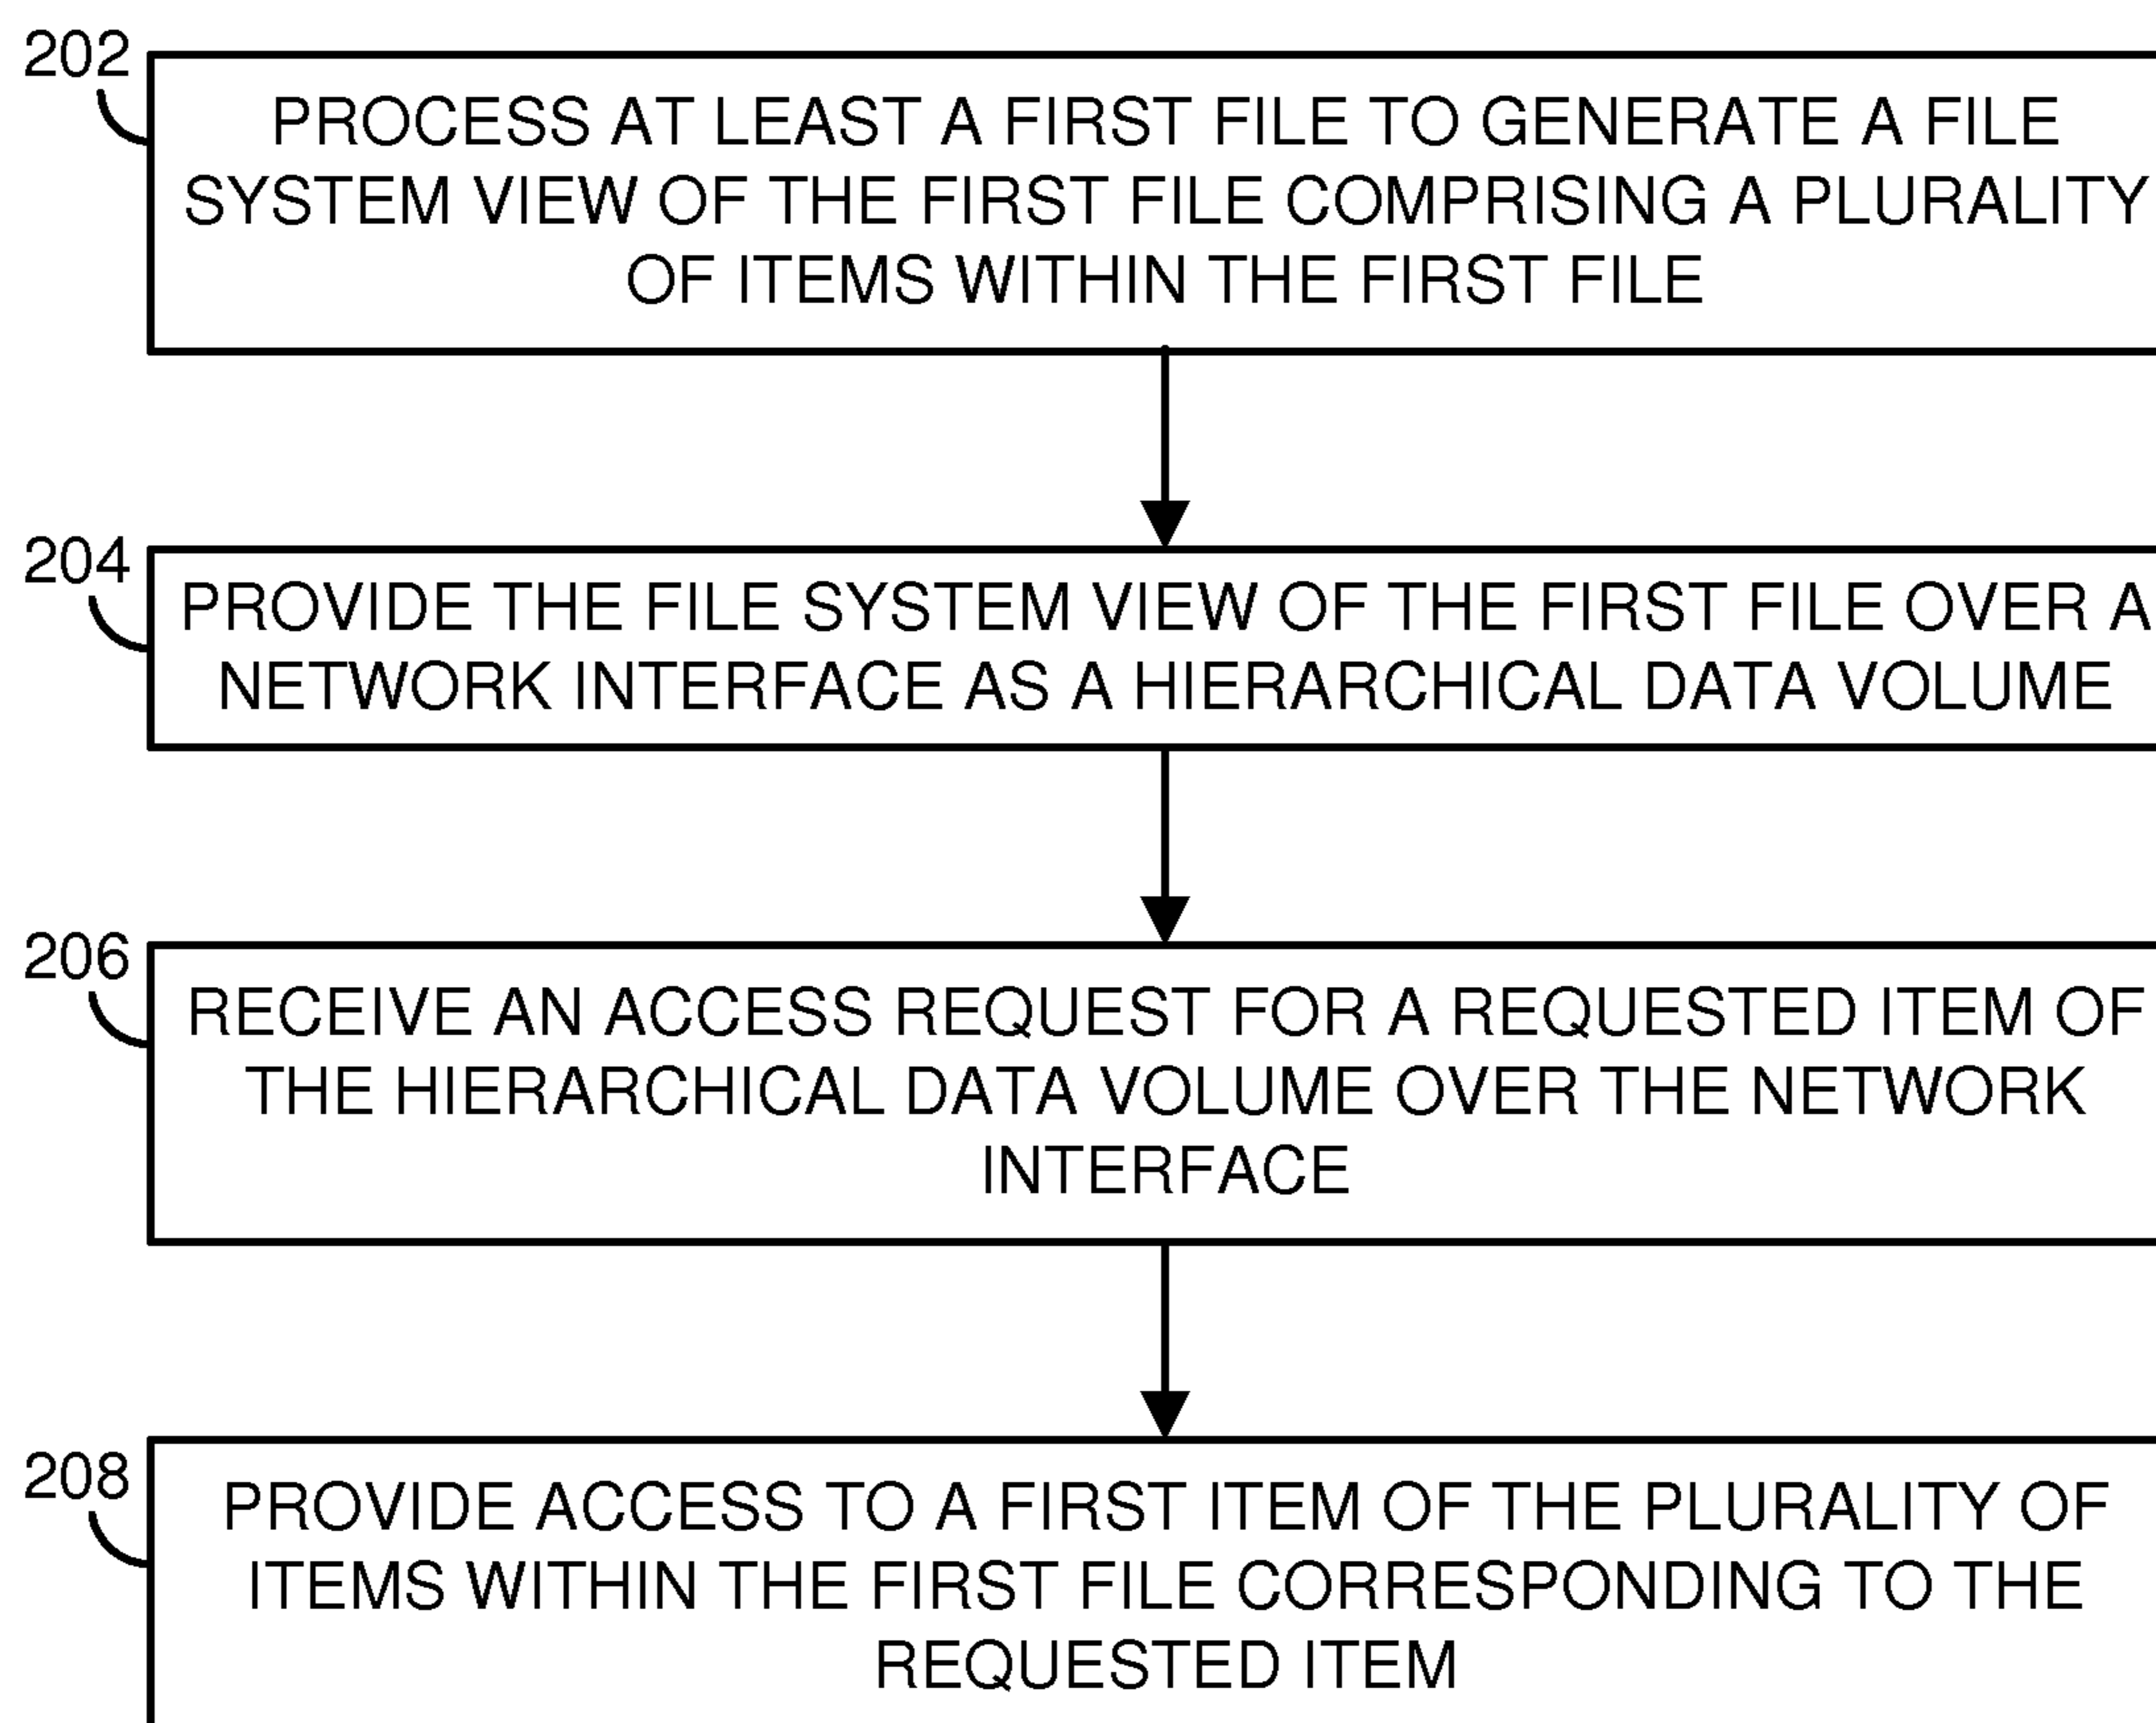 202
PROCESS AT LEAST A FIRST FILE TO GENERATE A FILE
SYSTEM VIEW OF THE FIRST FILE COMPRISING A PLURALITY
OF ITEMS WITHIN THE FIRST FILE
204
PROVIDE THE FILE SYSTEM VIEW OF THE FIRST FILE OVER A
NETWORK INTERFACE AS A HIERARCHICAL DATA VOLUME
206
RECEIVE AN ACCESS REQUEST FOR A REQUESTED ITEM OF
THE HIERARCHICAL DATA VOLUME OVER THE NETWORK
INTERFACE
208
PROVIDE ACCESS TO A FIRST ITEM OF THE PLURALITY OF
ITEMS WITHIN THE FIRST FILE CORRESPONDING TO THE
REQUESTED ITEM